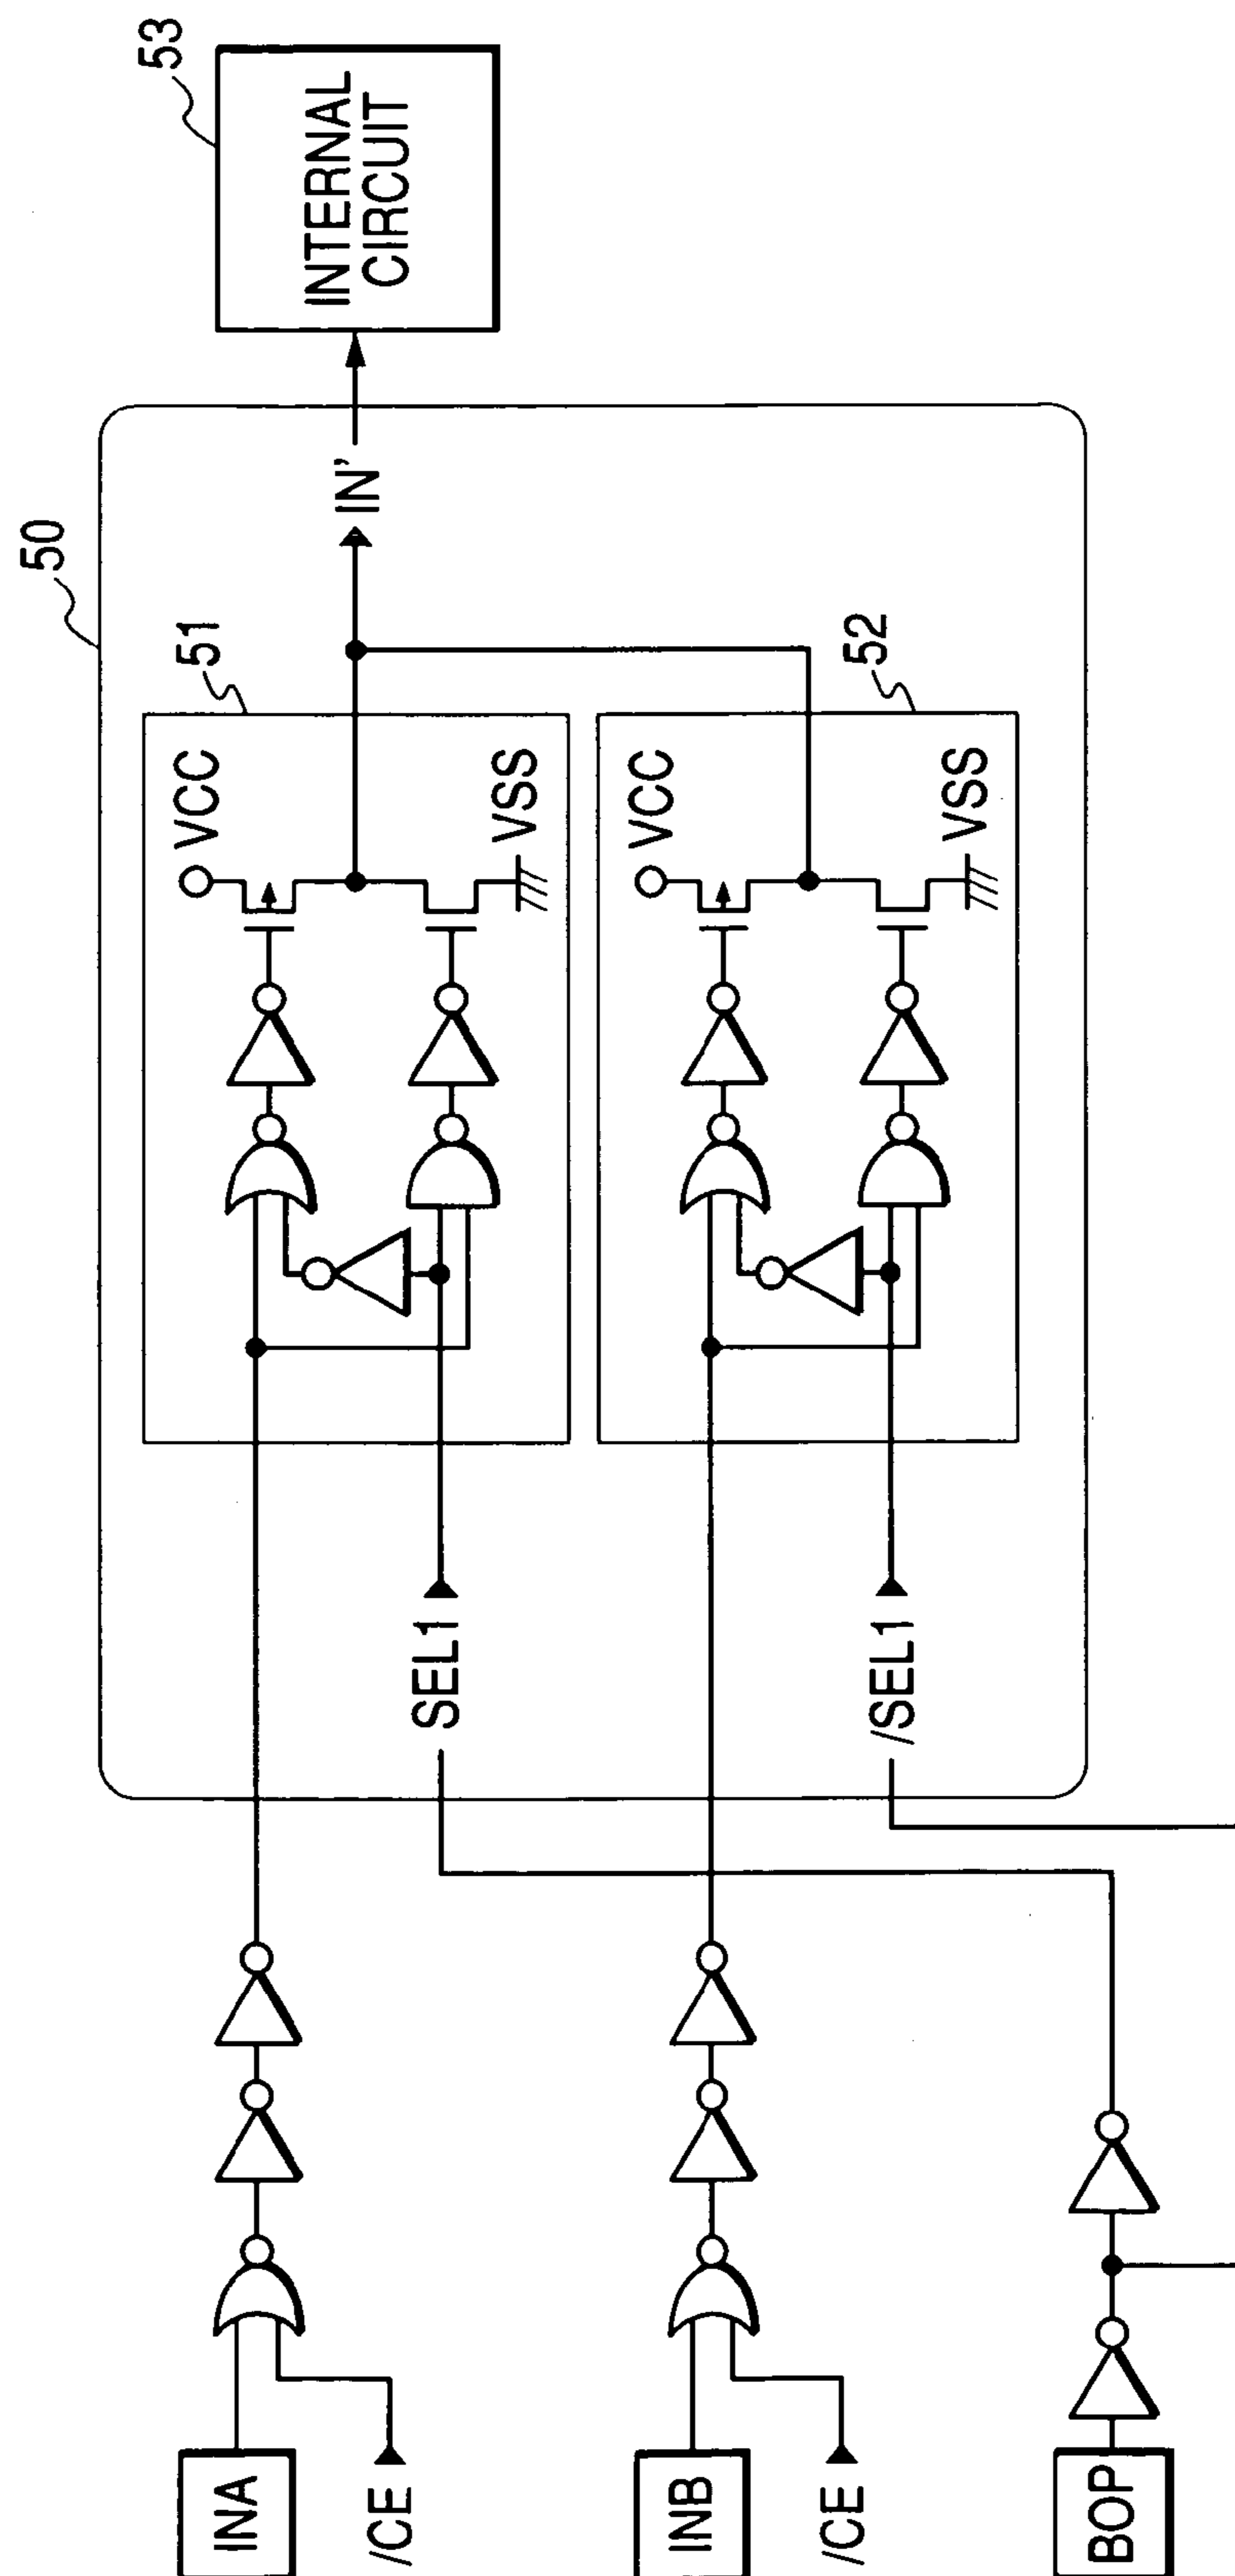 INA
/CE
INB
/CE
BOP
50
SEL1
/SEL1
51
VCC
VSS
52
VCC
VSS
IN'
53
INTERNAL
CIRCUIT